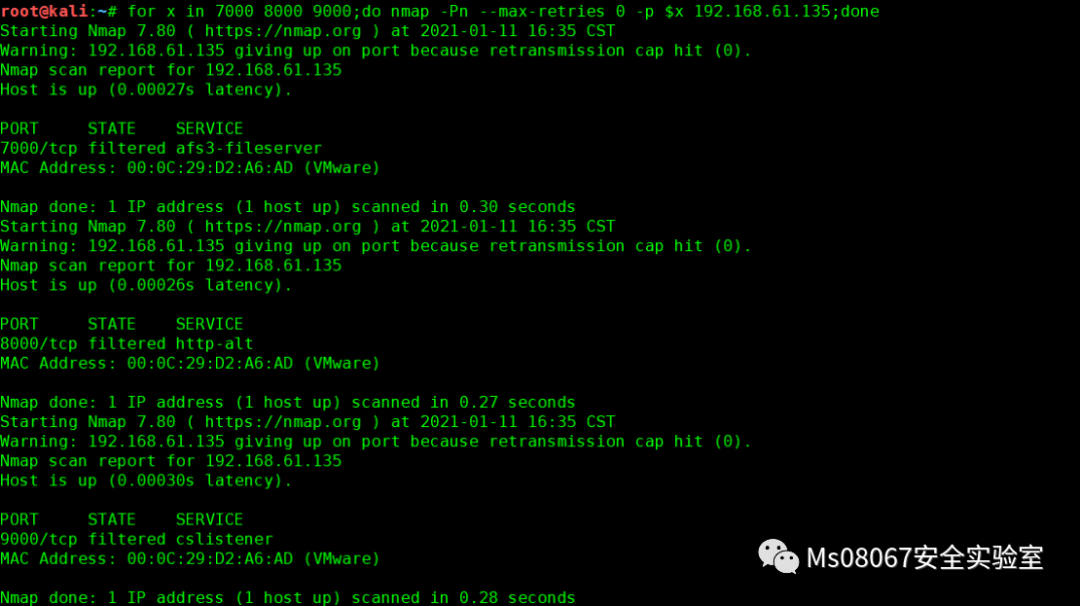 root@kali:~# for x in 7000 8000 9000;do nmap -Pn --max-retries 0 -p $x 192.168.61.135;done
Starting Nmap 7.80 ( https://nmap.org ) at 2021-01-11 16:35 CST
Warning: 192.168.61.135 giving up on port because retransmission cap hit (0).
Nmap scan report for 192.168.61.135
Host is up (0.00027s latency).
PORT     STATE    SERVICE
7000/tcp filtered afs3-fileserver
MAC Address: 00:0C:29:D2:A6:AD (VMware)
Nmap done: 1 IP address (1 host up) scanned in 0.30 seconds
Starting Nmap 7.80 ( https://nmap.org ) at 2021-01-11 16:35 CST
Warning: 192.168.61.135 giving up on port because retransmission cap hit (0).
Nmap scan report for 192.168.61.135
Host is up (0.00026s latency).
PORT     STATE    SERVICE
8000/tcp filtered http-alt
MAC Address: 00:0C:29:D2:A6:AD (VMware)
Nmap done: 1 IP address (1 host up) scanned in 0.27 seconds
Starting Nmap 7.80 ( https://nmap.org ) at 2021-01-11 16:35 CST
Warning: 192.168.61.135 giving up on port because retransmission cap hit (0).
Nmap scan report for 192.168.61.135
Host is up (0.00030s latency).
PORT     STATE    SERVICE
9000/tcp filtered cslistener
MAC Address: 00:0C:29:D2:A6:AD (VMware)
Ms08067安全实验室
Nmap done: 1 IP address (1 host up) scanned in 0.28 seconds